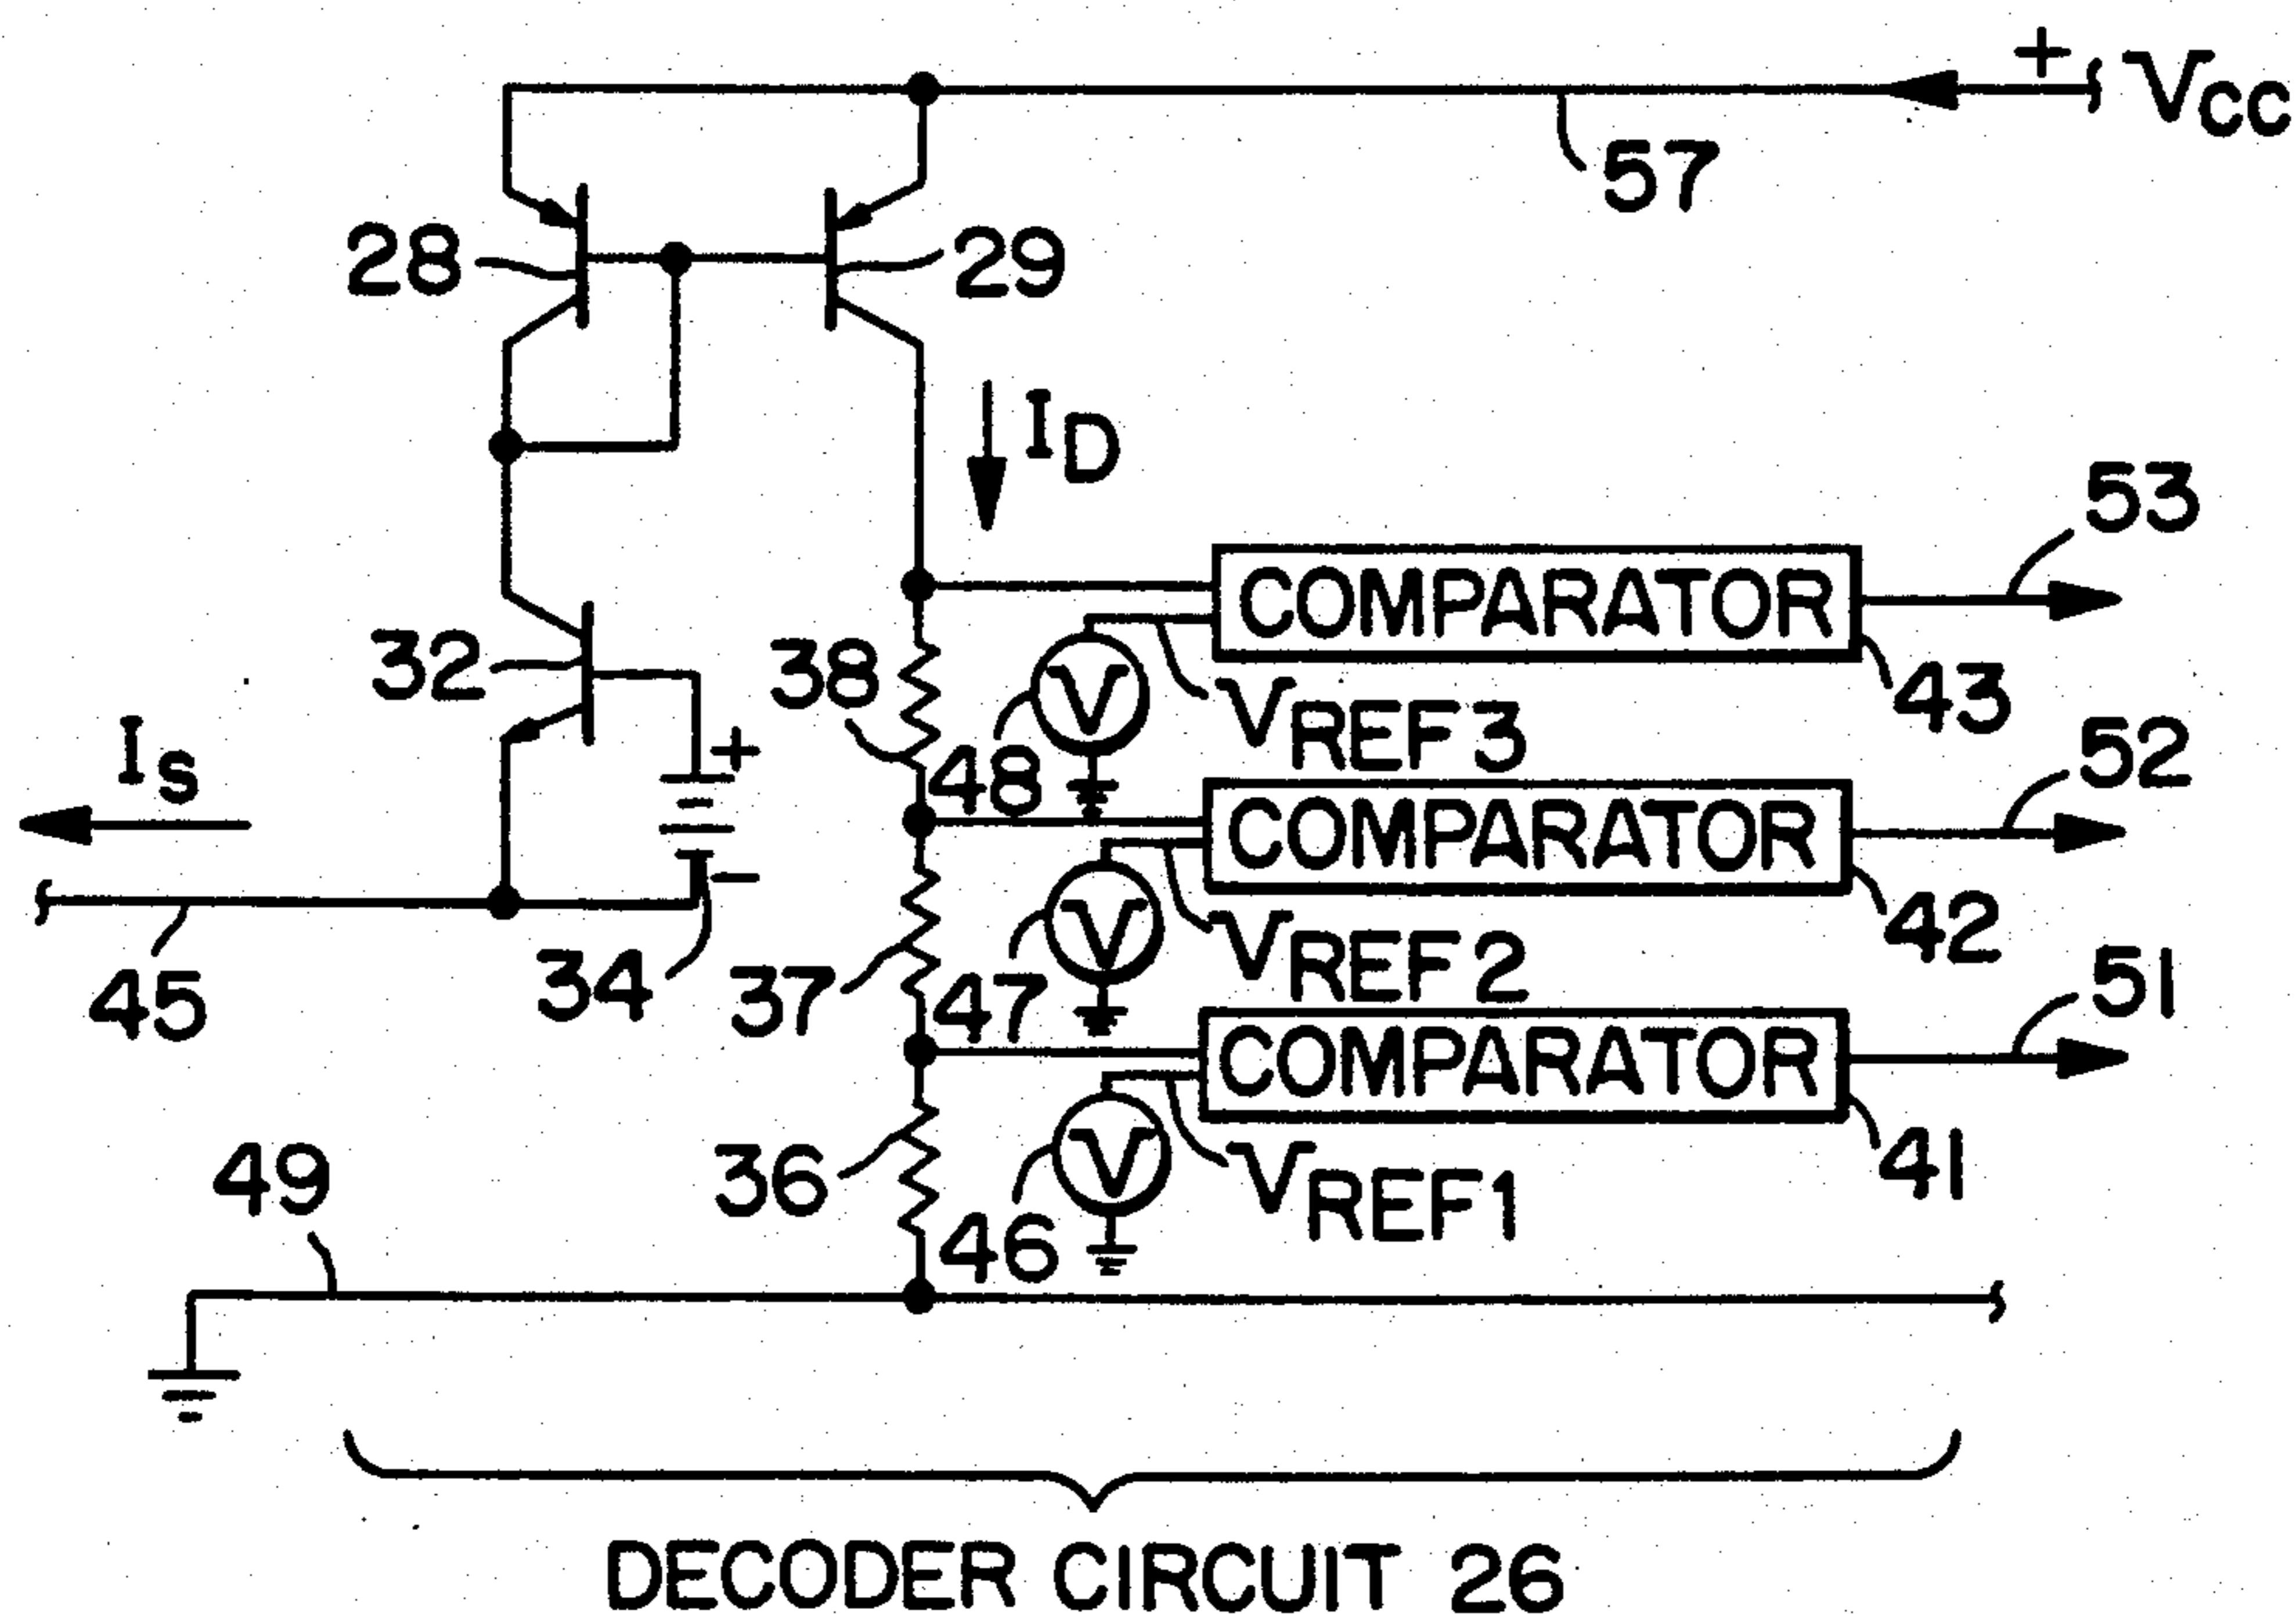 + VCC
57
28
29
ID
53
COMPARATOR
32
38
V
VREF3
43
IS
+
48
52
COMPARATOR
-
V
VREF2
42
45
34
37
47
51
COMPARATOR
49
36
V
VREF1
41
46
DECODER CIRCUIT 26